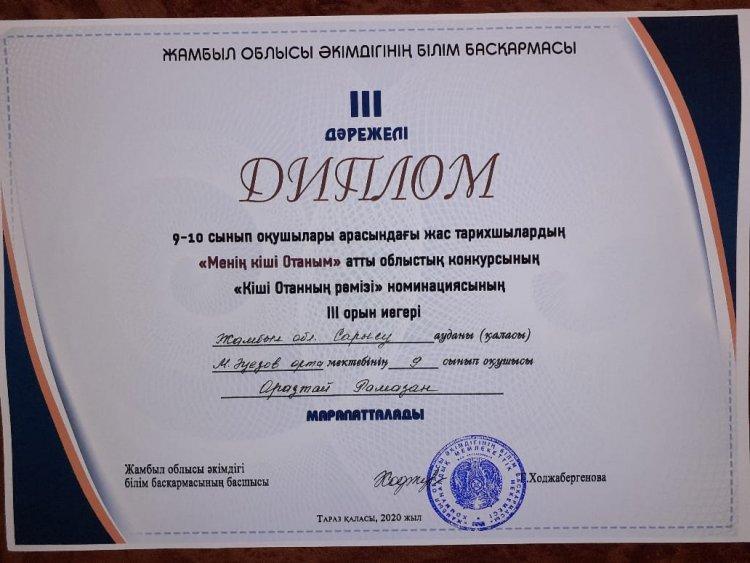 ЖАМБЫЛ ОБЛЫСЫ ӘКІМДІГІНІҢ БІЛІМ БАСҚАРМАСЫ
III
ДӘРЕЖЕЛІ
ДИПЛОМ
9-10 сынып оқушылары арасындағы жас тарихшылардың
«Менің кіші Отаным» атты облыстық конкурсының
«Кіші Отанның рәмізі» номинациясының
III орын иегері
Жамбыл обл. Сарысу ауданы (қаласы)
М.Әуезов орта мектебінің 9 сынып оқушысы
Оразтай Рамазан
МАРАПАТТАЛАДЫ
Жамбыл облысы әкімдігі
білім басқармасының басшысы
Ходжаб Г.Ходжабергенова
Тараз қаласы, 2020 жыл